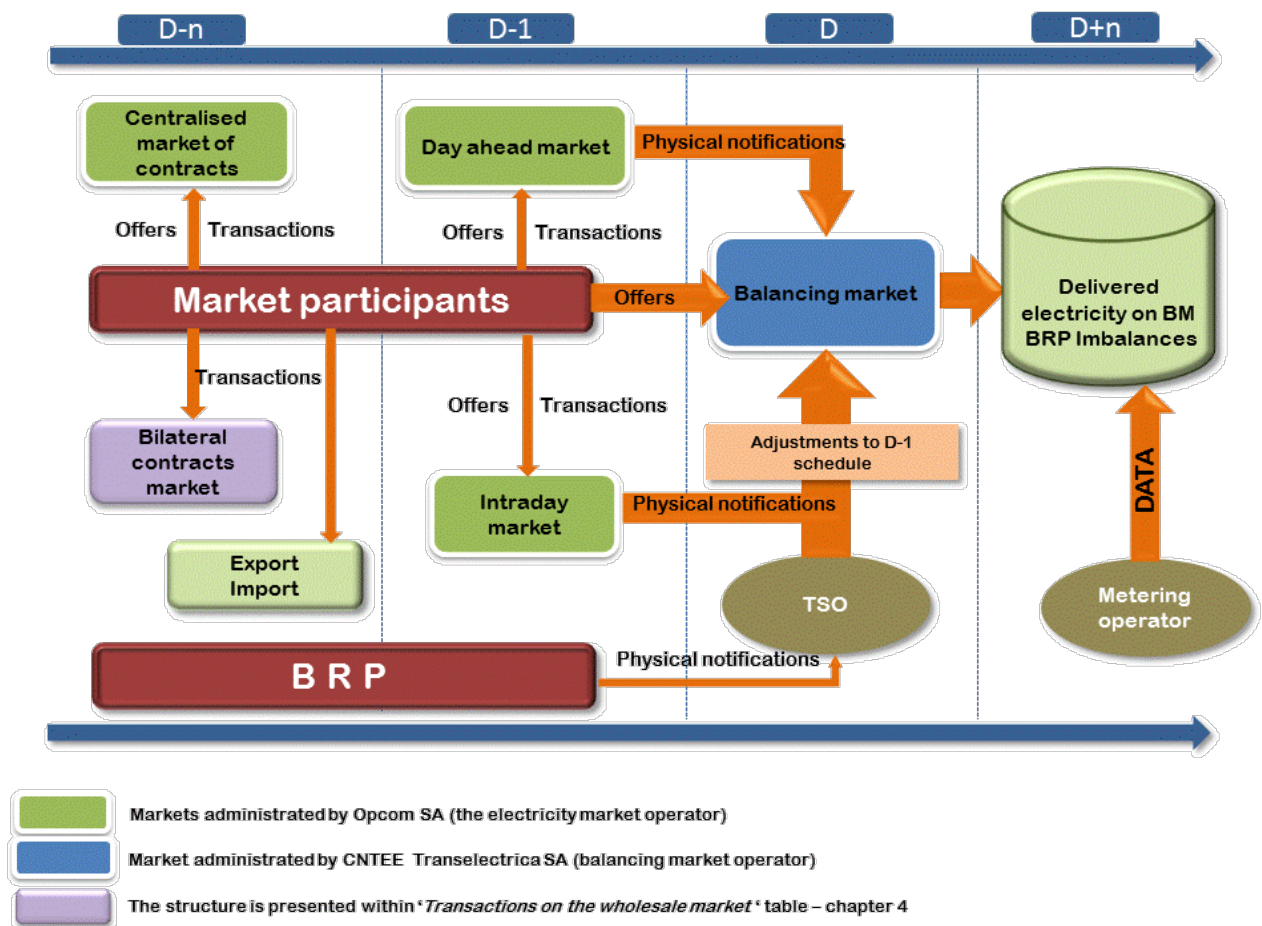 D-n
D-1
D
D+n
Centralised
market of
contracts
Day ahead market
Physical notifications
Offers
Transactions
Offers
Transactions
Market participants
Offers
Balancing market
Delivered
electricity on BM
BRP Imbalances
Transactions
Offers
Transactions
Bilateral
contracts
market
Adjustments to D-1
schedule
Intraday
market
Physical notifications
DATA
Export
Import
TSO
Metering
operator
B R P
Physical notifications
Markets administrated by Opcom SA (the electricity market operator)
Market administrated by CNTEE Transelectrica SA (balancing market operator)
The structure is presented within ‘Transactions on the wholesale market ‘ table – chapter 4